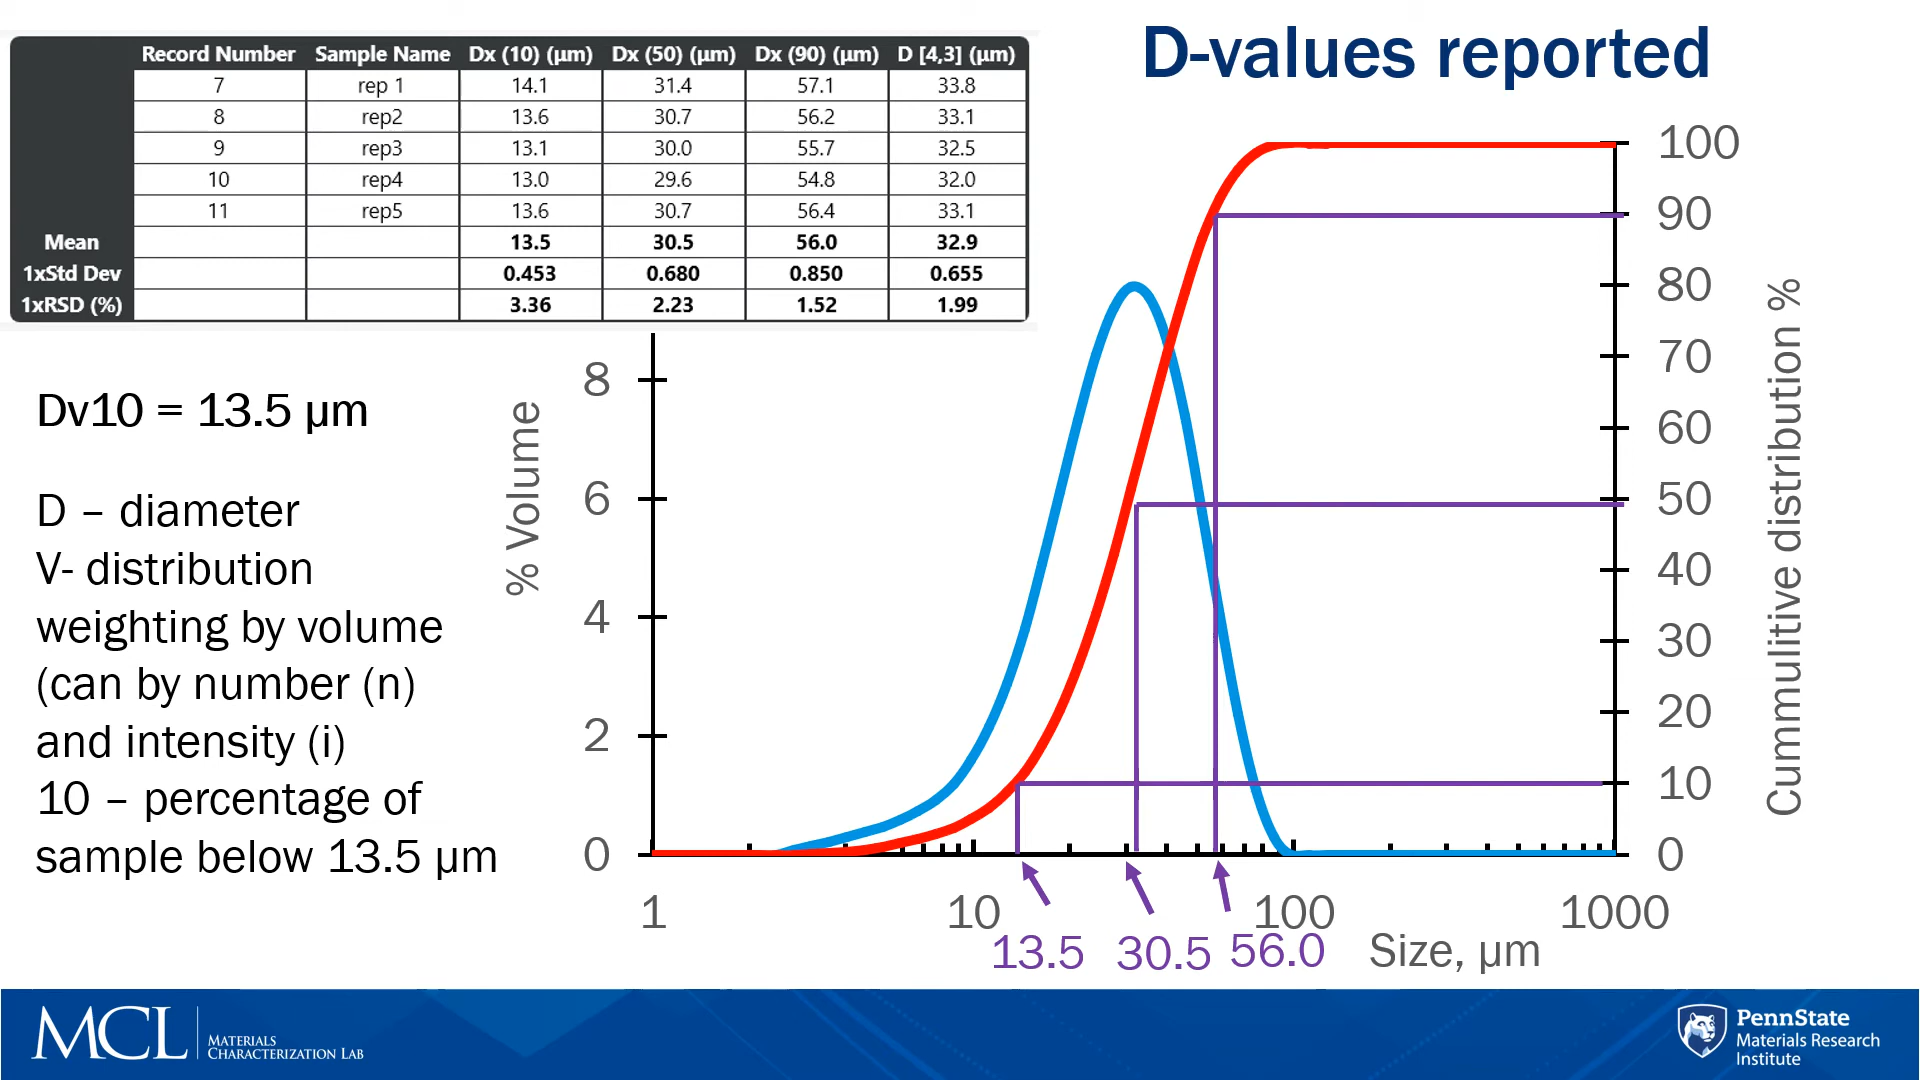 D-values reported
Record Number Sample Name Dx (10) (µm) Dx (50) (µm) Dx (90) (µm) D [4,3] (µm)
7 rep 1 14.1 31.4 57.1 33.8
8 rep2 13.6 30.7 56.2 33.1
9 rep3 13.1 30.0 55.7 32.5
10 rep4 13.0 29.6 54.8 32.0
11 rep5 13.6 30.7 56.4 33.1
Mean 13.5 30.5 56.0 32.9
1xStd Dev 0.453 0.680 0.850 0.655
1xRSD (%) 3.36 2.23 1.52 1.99
Dv10 = 13.5 µm
D – diameter
V- distribution
weighting by volume
(can by number (n)
and intensity (i)
10 – percentage of
sample below 13.5 µm
% Volume
8
6
4
2
0
100
90
80
70
60
50
40
30
20
10
0
Cummulitive distribution %
1 10 100 1000
13.5 30.5 56.0 Size, µm
MCL MATERIALS
CHARACTERIZATION LAB
PennState
Materials Research
Institute